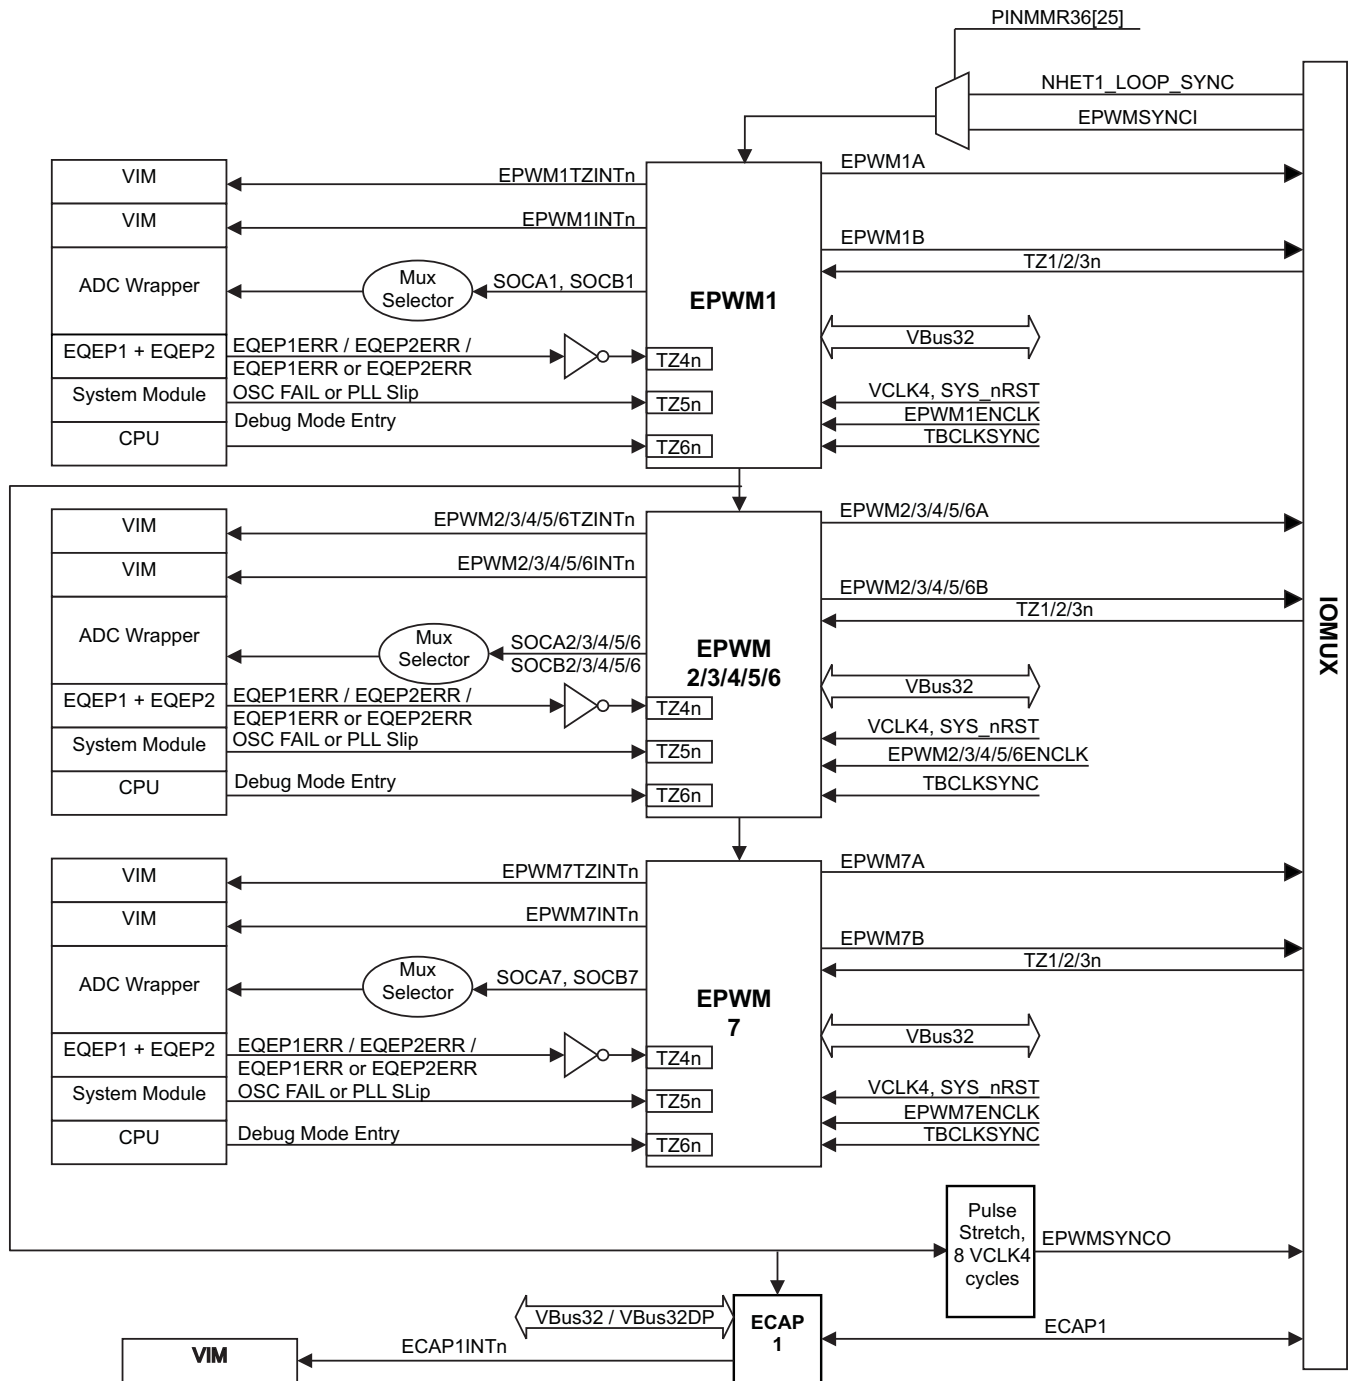 PINMMR36[25]
NHET1_LOOP_SYNC
EPWMSYNCI
IOMUX
VIM
EPWM1TZINTn
EPWM1A
VIM
EPWM1INTn
EPWM1B
TZ1/2/3n
ADC Wrapper
Mux
Selector
SOCA1, SOCB1
EPWM1
VBus32
EQEP1 + EQEP2
EQEP1ERR / EQEP2ERR /
EQEP1ERR or EQEP2ERR
TZ4n
System Module
OSC FAIL or PLL Slip
TZ5n
VCLK4, SYS_nRST
EPWM1ENCLK
TBCLKSYNC
CPU
Debug Mode Entry
TZ6n
VIM
EPWM2/3/4/5/6TZINTn
EPWM2/3/4/5/6A
VIM
EPWM2/3/4/5/6INTn
EPWM2/3/4/5/6B
TZ1/2/3n
ADC Wrapper
Mux
Selector
SOCA2/3/4/5/6
SOCB2/3/4/5/6
EPWM
2/3/4/5/6
VBus32
EQEP1 + EQEP2
EQEP1ERR / EQEP2ERR /
EQEP1ERR or EQEP2ERR
TZ4n
System Module
OSC FAIL or PLL Slip
TZ5n
VCLK4, SYS_nRST
EPWM2/3/4/5/6ENCLK
TBCLKSYNC
CPU
Debug Mode Entry
TZ6n
VIM
EPWM7TZINTn
EPWM7A
VIM
EPWM7INTn
EPWM7B
TZ1/2/3n
ADC Wrapper
Mux
Selector
SOCA7, SOCB7
EPWM
7
VBus32
EQEP1 + EQEP2
EQEP1ERR / EQEP2ERR /
EQEP1ERR or EQEP2ERR
TZ4n
System Module
OSC FAIL or PLL SLip
TZ5n
VCLK4, SYS_nRST
EPWM7ENCLK
TBCLKSYNC
CPU
Debug Mode Entry
TZ6n
Pulse
Stretch,
8 VCLK4
cycles
EPWMSYNCO
VBus32 / VBus32DP
ECAP
1
ECAP1
VIM
ECAP1INTn